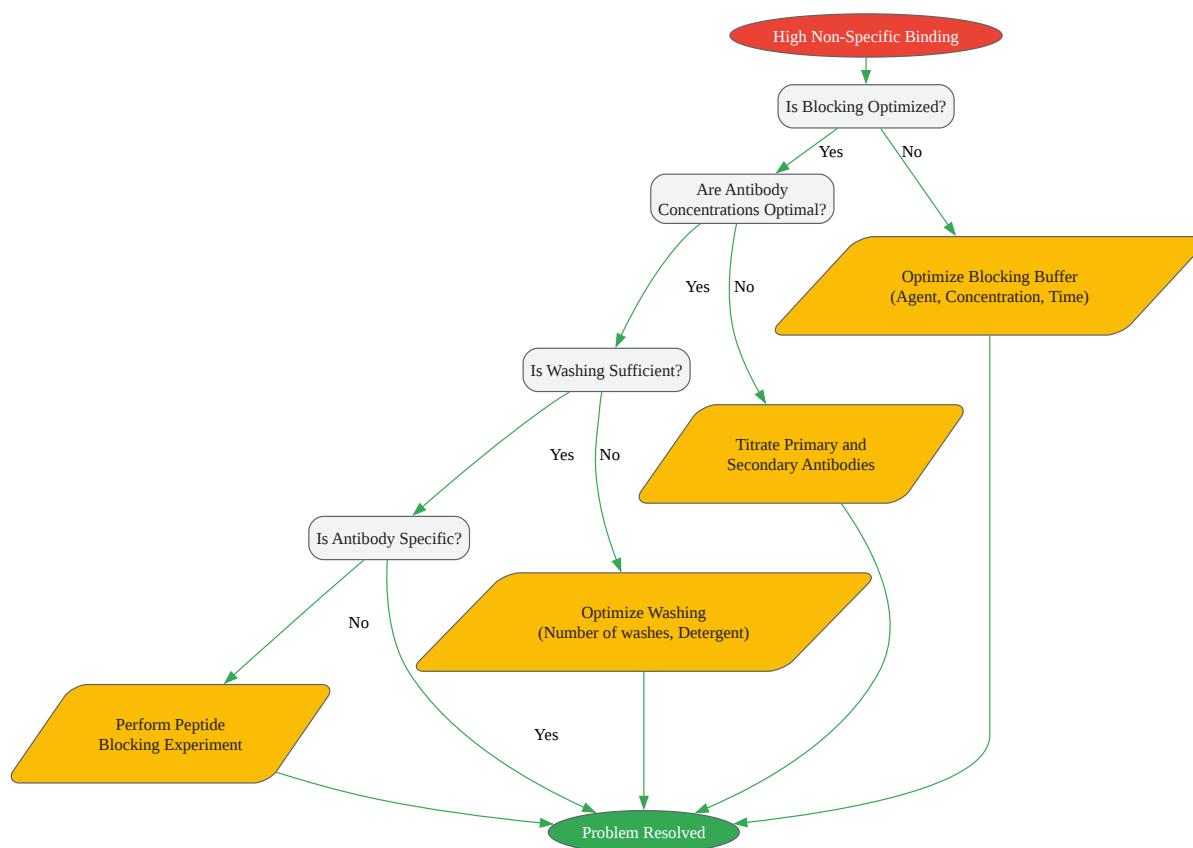 High Non-Specific Binding
Is Blocking Optimized?
Yes
No
Are Antibody
Concentrations Optimal?
Optimize Blocking Buffer
(Agent, Concentration, Time)
Yes
No
Is Washing Sufficient?
Titrate Primary and
Secondary Antibodies
Yes
No
Is Antibody Specific?
Optimize Washing
(Number of washes, Detergent)
No
Perform Peptide
Blocking Experiment
Yes
Problem Resolved